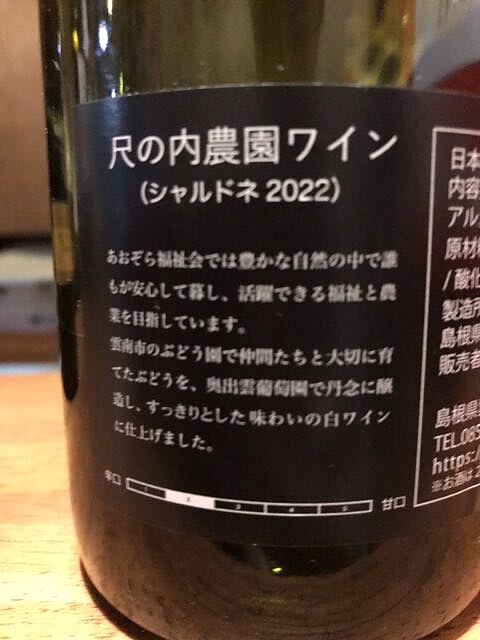 尺の内農園ワイン
（シャルドネ 2022）
あおぞら福祉会では豊かな自然の中で誰
もが安心して暮し、活躍できる福祉と農
業を目指しています。
雲南市のぶどう園で仲間たちと大切に育
てたぶどうを、奥出雲葡萄園で丹念に醸
造し、すっきりとした味わいの白ワイン
に仕上げました。
辛口 1 2 3 4 5 甘口
日本
内容
アル
原材料
/ 酸化
製造所
島根県
販売者
島根県
TEL.085
https:/
※お酒は2